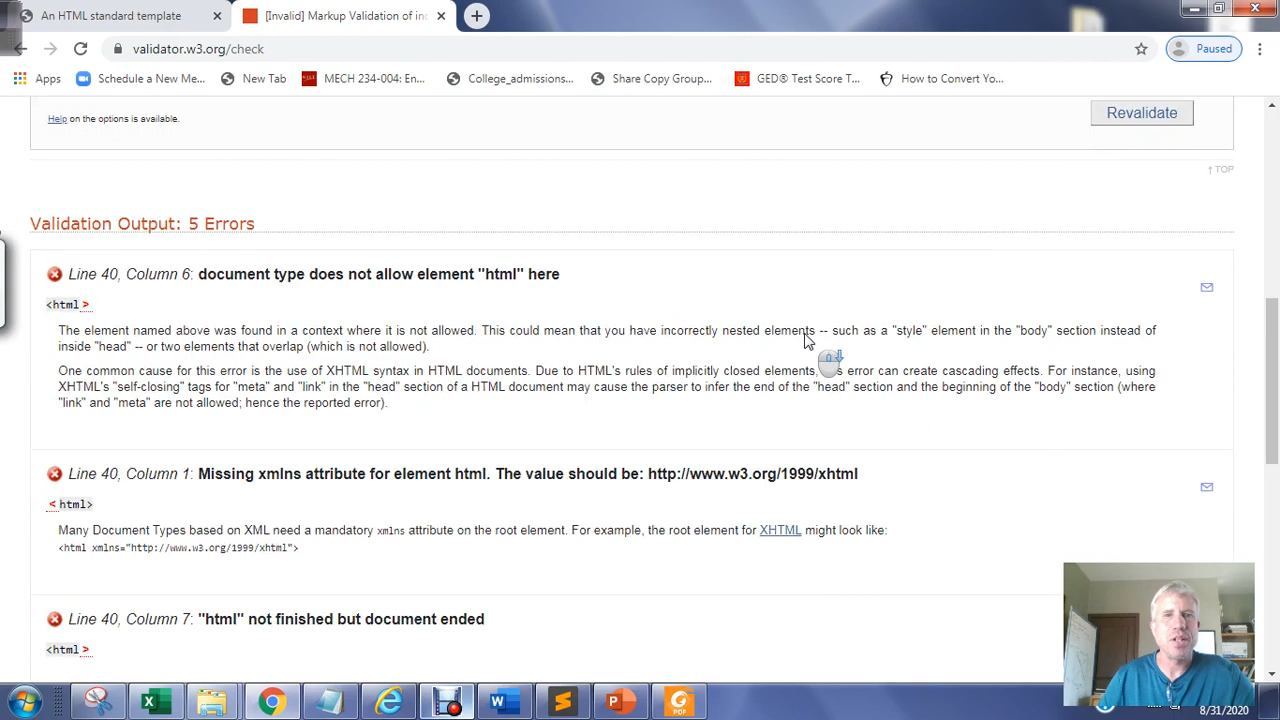 An HTML standard template
[Invalid] Markup Validation of in
validator.w3.org/check
Paused
Apps
Schedule a New Me...
New Tab
MECH 234-004: En...
College_admissions...
Share Copy Group...
GED® Test Score T...
How to Convert Yo...
Help on the options is available.
Revalidate
↑ TOP
Validation Output: 5 Errors
Line 40, Column 6: document type does not allow element "html" here
<html >
The element named above was found in a context where it is not allowed. This could mean that you have incorrectly nested elements -- such as a "style" element in the "body" section instead of
inside "head" -- or two elements that overlap (which is not allowed).
One common cause for this error is the use of XHTML syntax in HTML documents. Due to HTML's rules of implicitly closed elements, error can create cascading effects. For instance, using
XHTML's "self-closing" tags for "meta" and "link" in the "head" section of a HTML document may cause the parser to infer the end of the "head" section and the beginning of the "body" section (where
"link" and "meta" are not allowed; hence the reported error).
Line 40, Column 1: Missing xmlns attribute for element html. The value should be: http://www.w3.org/1999/xhtml
< html>
Many Document Types based on XML need a mandatory xmlns attribute on the root element. For example, the root element for XHTML might look like:
<html xmlns="http://www.w3.org/1999/xhtml">
Line 40, Column 7: "html" not finished but document ended
<html >
PDF
8/31/2020